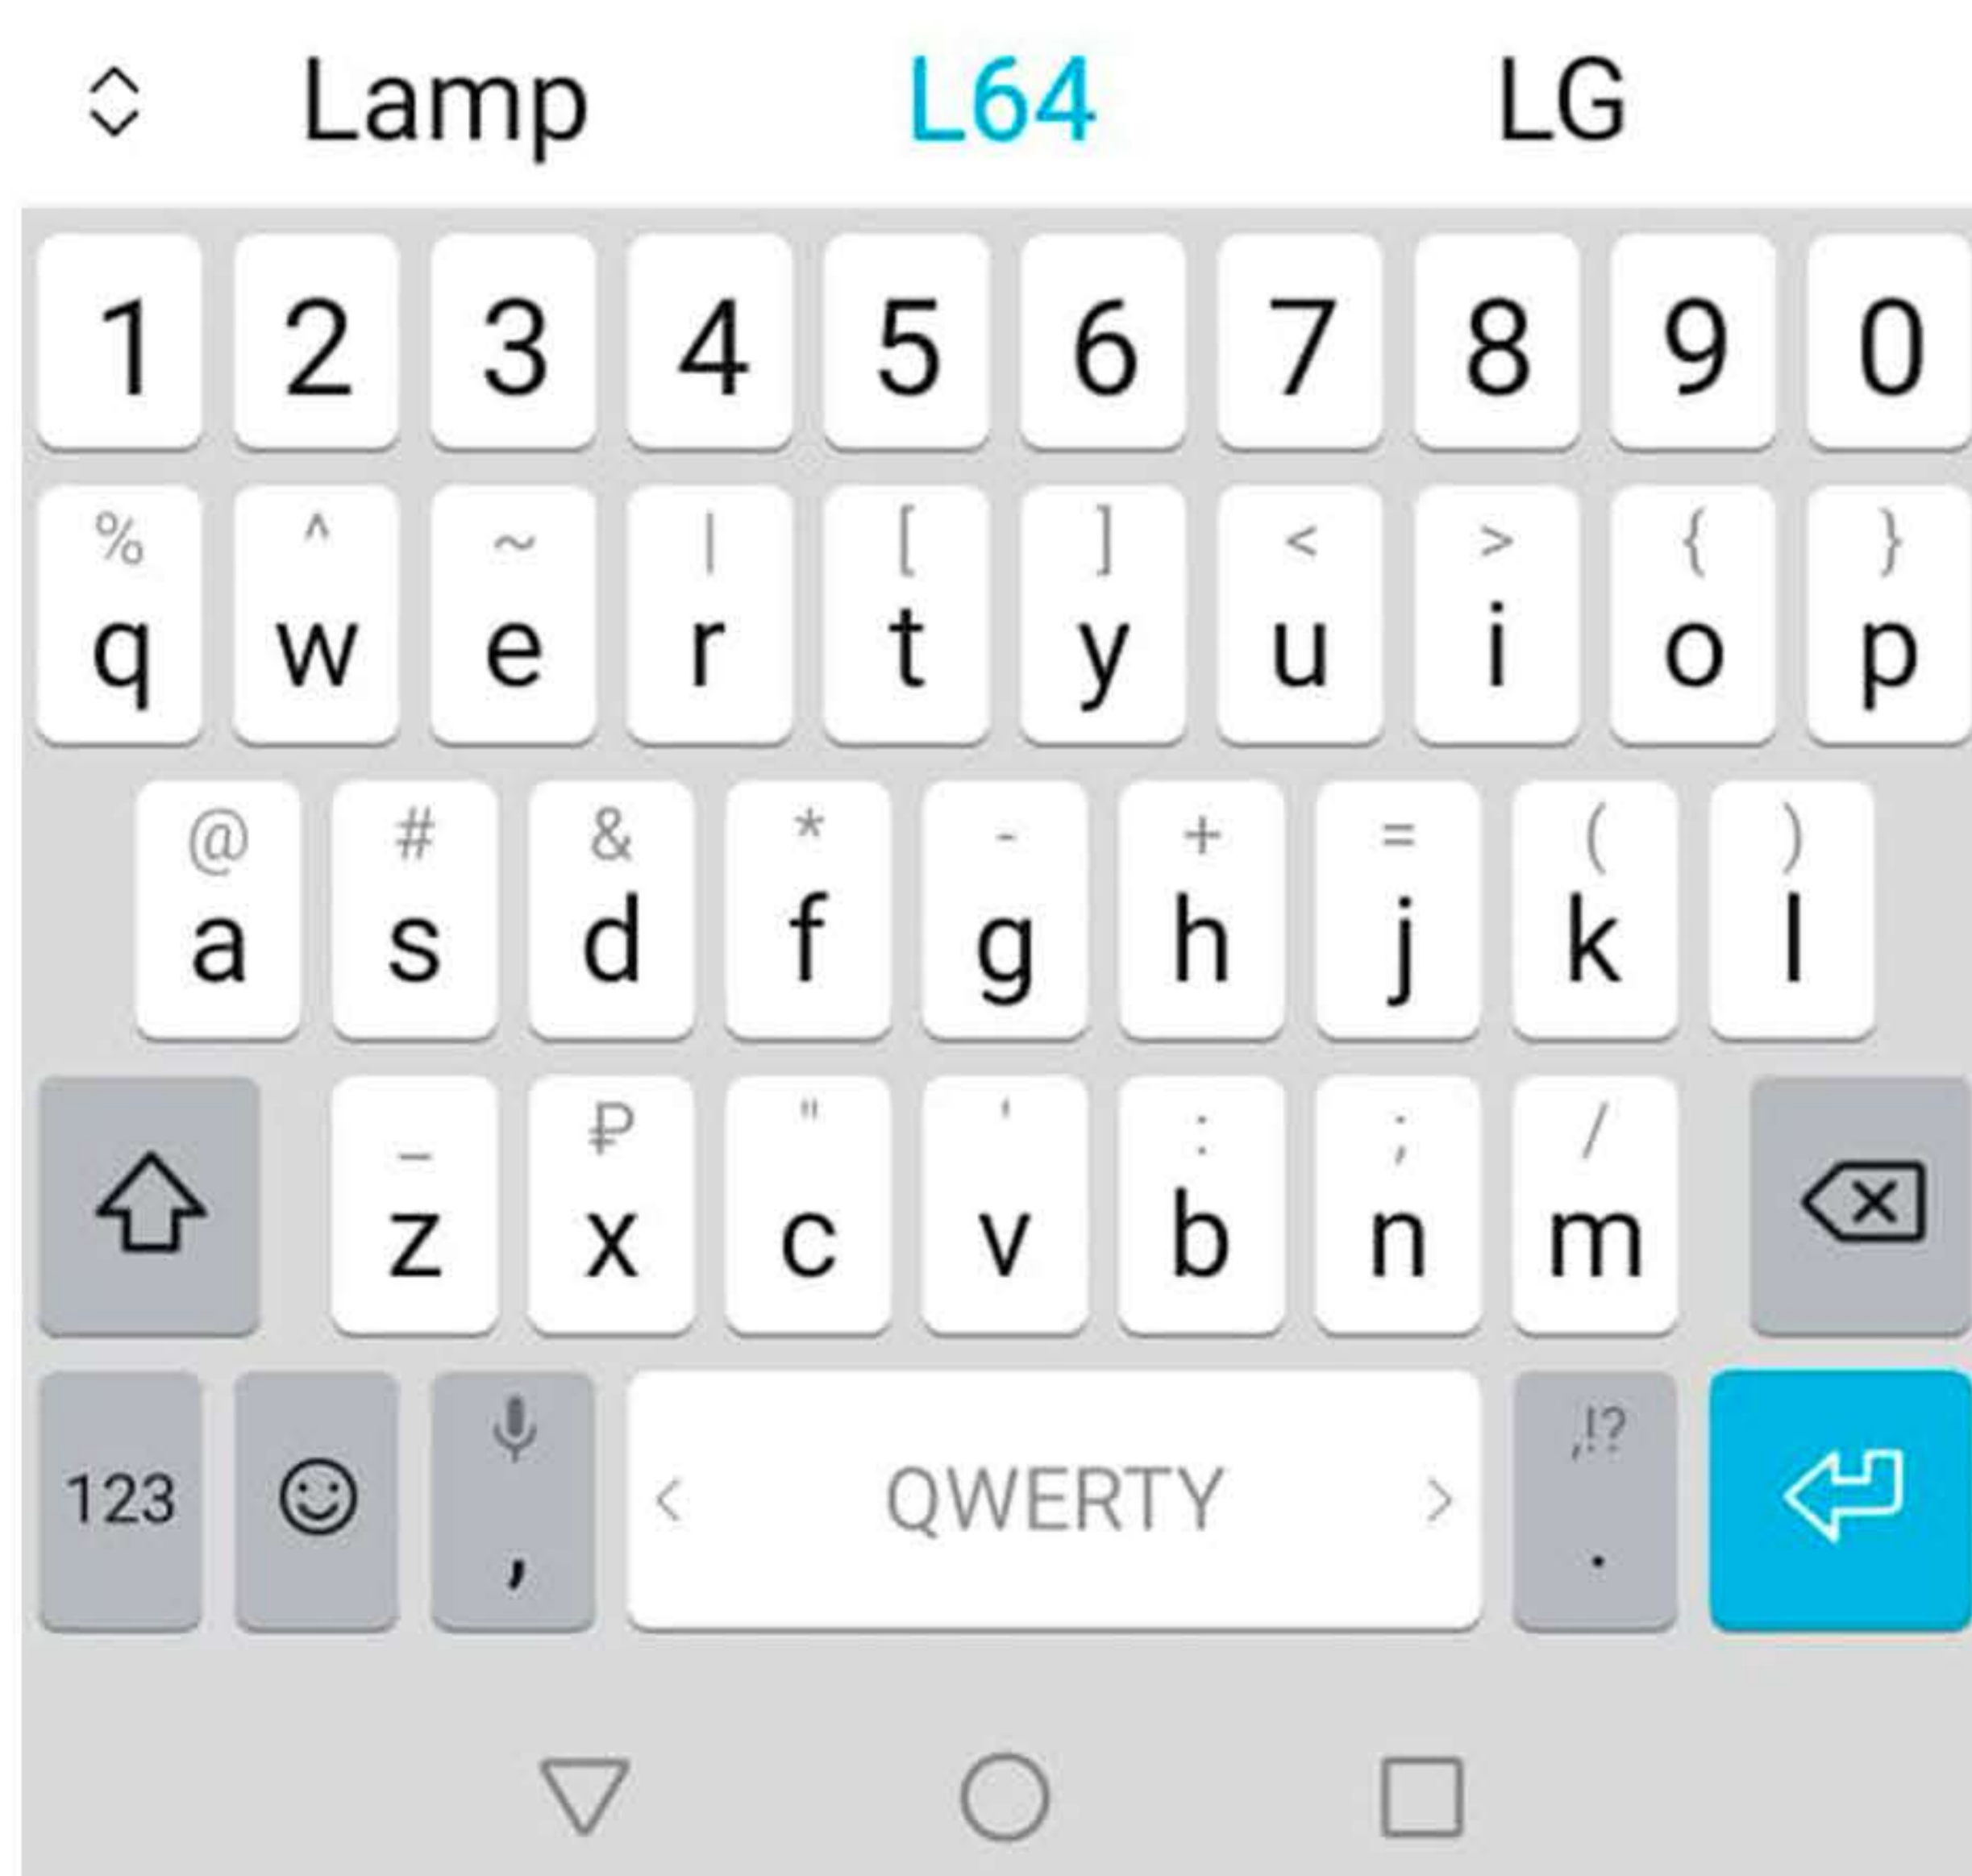 Lamp L64 LG
1 2 3 4 5 6 7 8 9 0
% ^ ~ | [ ] < > { }
q w e r t y u i o p
@ # & * - + = ( )
a s d f g h j k l
_ ₽ " ' : ; /
z x c v b n m
,!?
123 , < QWERTY > .